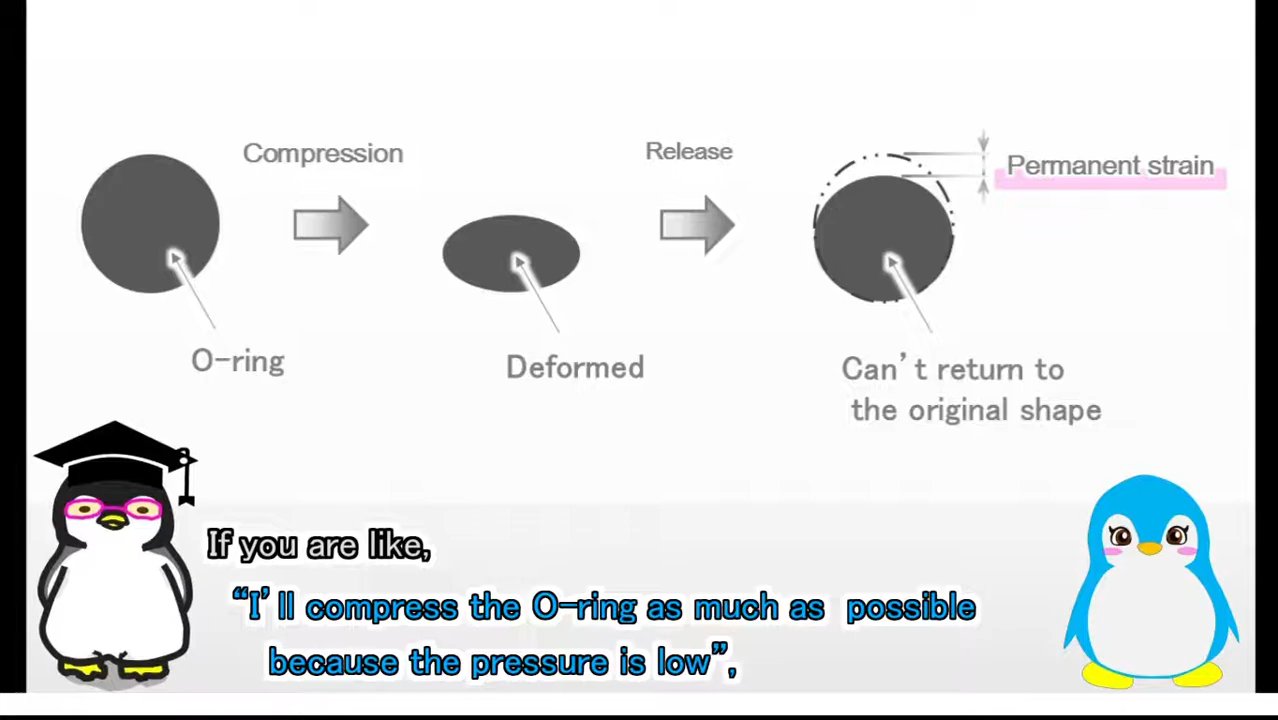 Compression
Release
Permanent strain
O-ring
Deformed
Can't return to
the original shape
If you are like,
“I'll compress the O-ring as much as possible
because the pressure is low”,